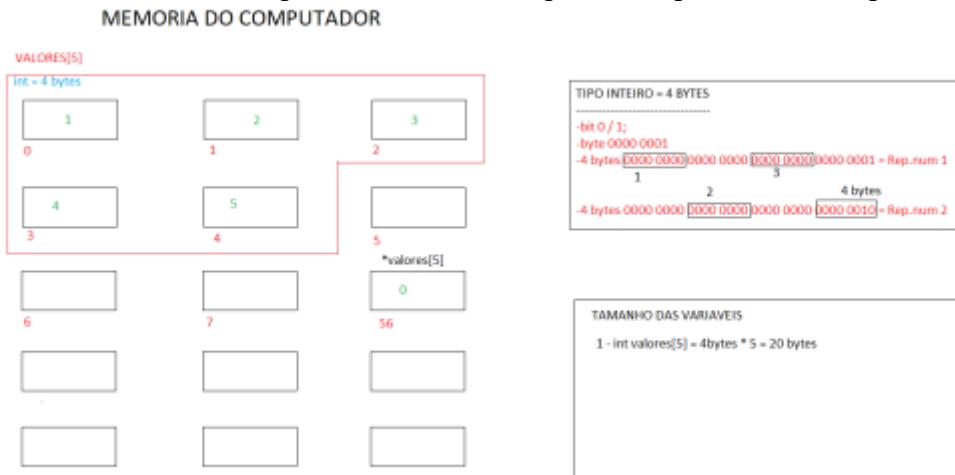 MEMORIA DO COMPUTADOR
VALORES[5]
int = 4 bytes
1 2 3
0 1 2
4 5
3 4 5
*valores[5]
0
6 7 56
TIPO INTEIRO = 4 BYTES
--------------------------------
-bit 0 / 1;
-byte 0000 0001
-4 bytes 0000 0000 0000 0000 0000 0000 0000 0001 = Rep.num 1
1 3
2 4 bytes
-4 bytes 0000 0000 0000 0000 0000 0000 0000 0010 = Rep.num 2
TAMANHO DAS VARIAVEIS
1 - int valores[5] = 4bytes * 5 = 20 bytes